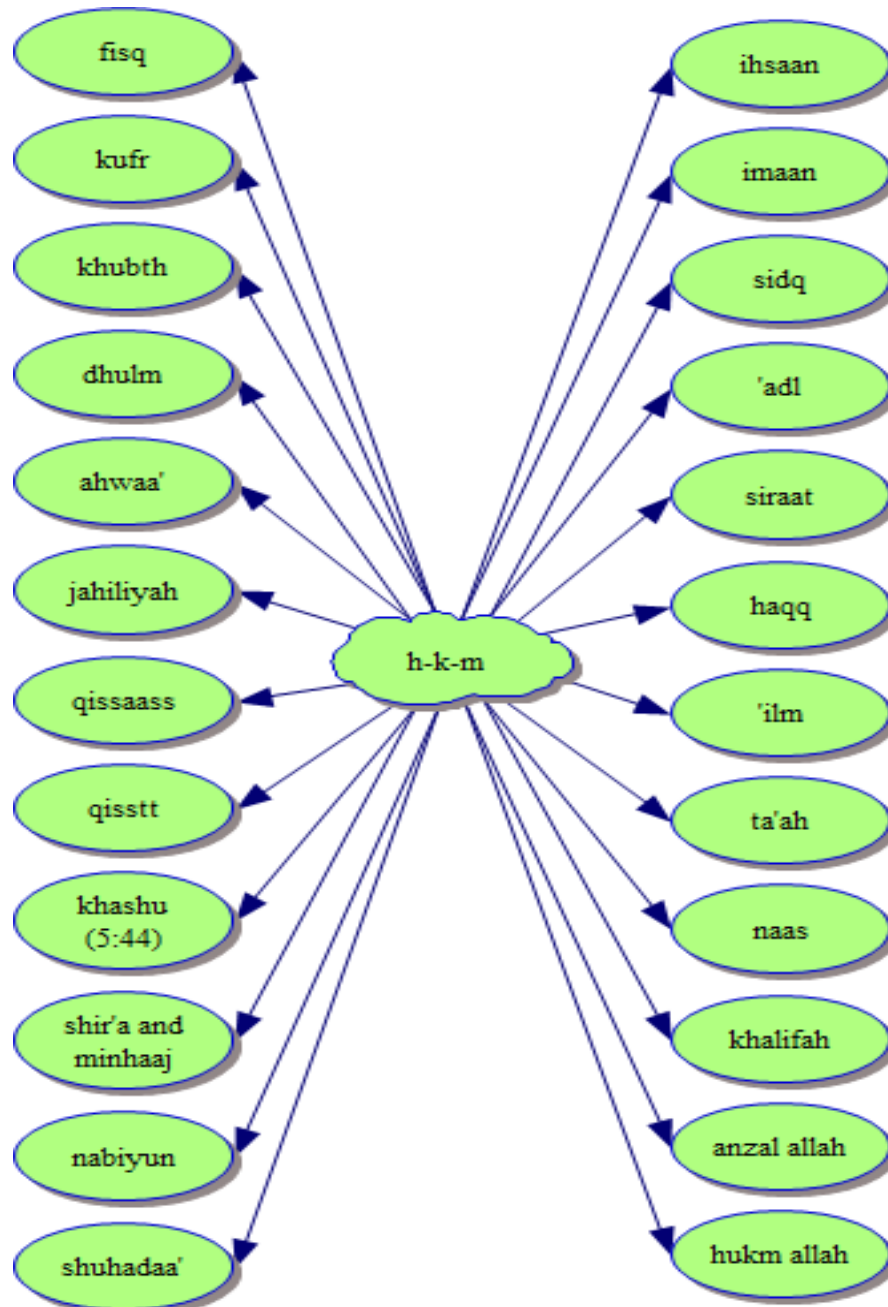 fisq
kufr
khubth
dhulm
ahwaa'
jahiliyah
qissaass
qisstt
khashu
(5:44)
shir'a and
minhaaj
nabiyun
shuhadaa'
h-k-m
ihsaan
imaan
sidq
'adl
siraat
haqq
'ilm
ta'ah
naas
khalifah
anzal allah
hukm allah